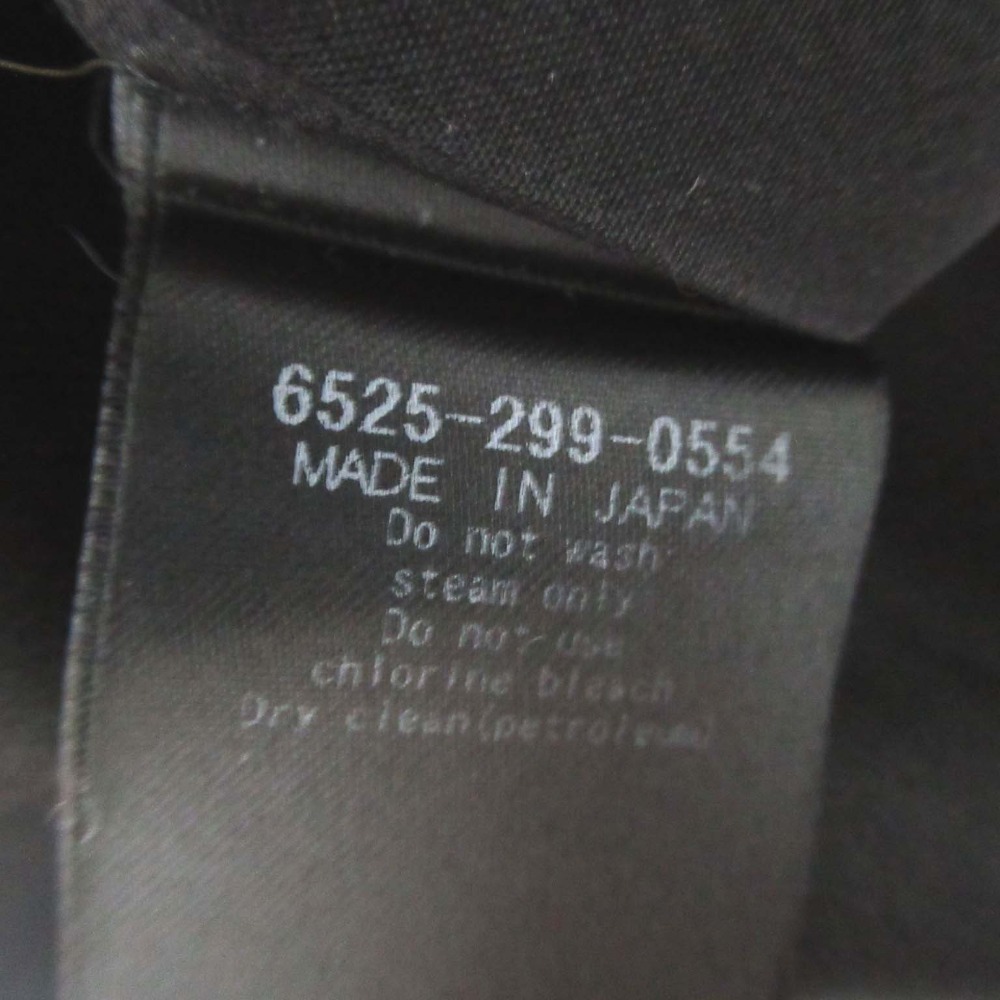 6525-299-0554
MADE IN JAPAN
Do not wash
steam only
Do not use
chlorine bleach
Dry clean(petroleum)